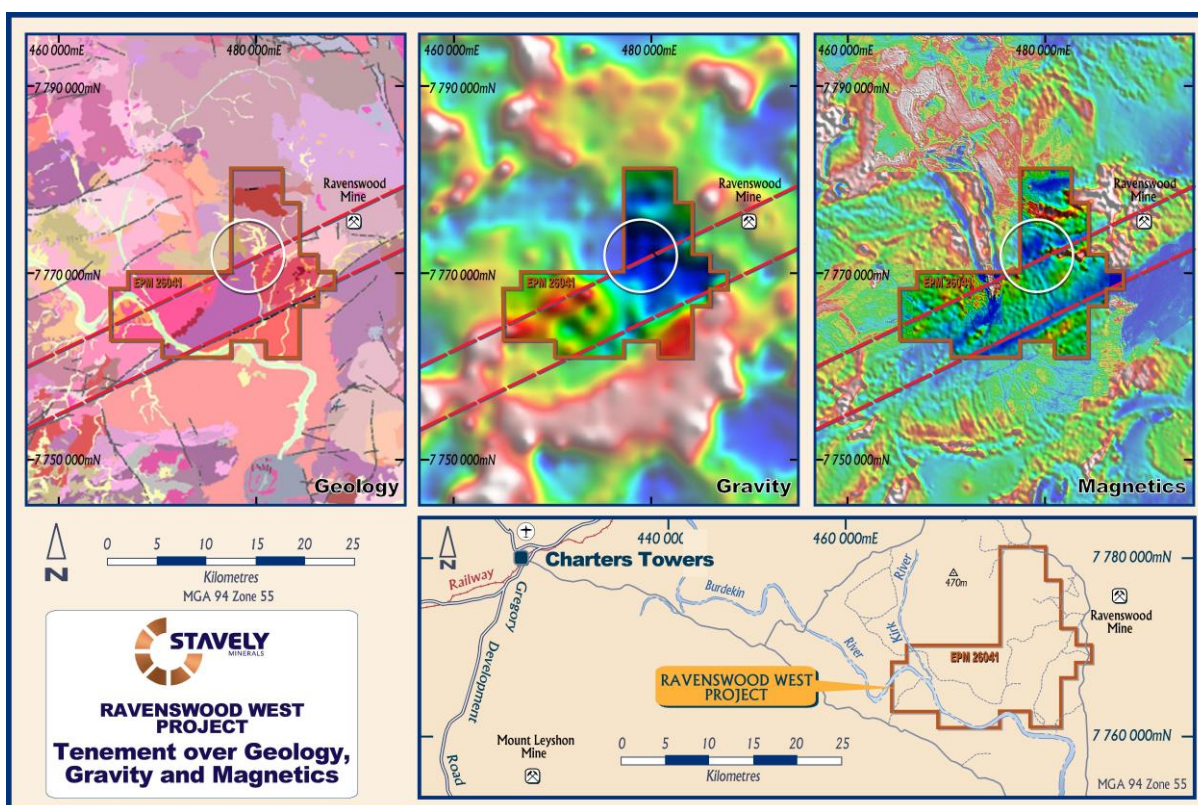 460 000mE
480 000mE
7 790 000mN
Ravenswood
Mine
7 770 000mN
EPM 26041
7 750 000mN
Geology
460 000mE
480 000mE
7 790 000mN
Ravenswood
Mine
7 770 000mN
EPM 26041
7 750 000mN
Gravity
460 000mE
480 000mE
7 790 000mN
Ravenswood
Mine
7 770 000mN
EPM 26041
7 750 000mN
Magnetics
N
0 5 10 15 20 25
Kilometres
MGA 94 Zone 55
STAVELY
MINERALS
RAVENSWOOD WEST
PROJECT
Tenement over Geology,
Gravity and Magnetics
N
440 000mE
460 000mE
7 780 000mN
Charters Towers
Railway
Gregory
Development
Road
Burdekin
River
Kirk
River
470m
Ravenswood
Mine
EPM 26041
RAVENSWOOD WEST
PROJECT
Mount Leyshon
Mine
0 5 10 15 20 25
Kilometres
7 760 000mN
MGA 94 Zone 55